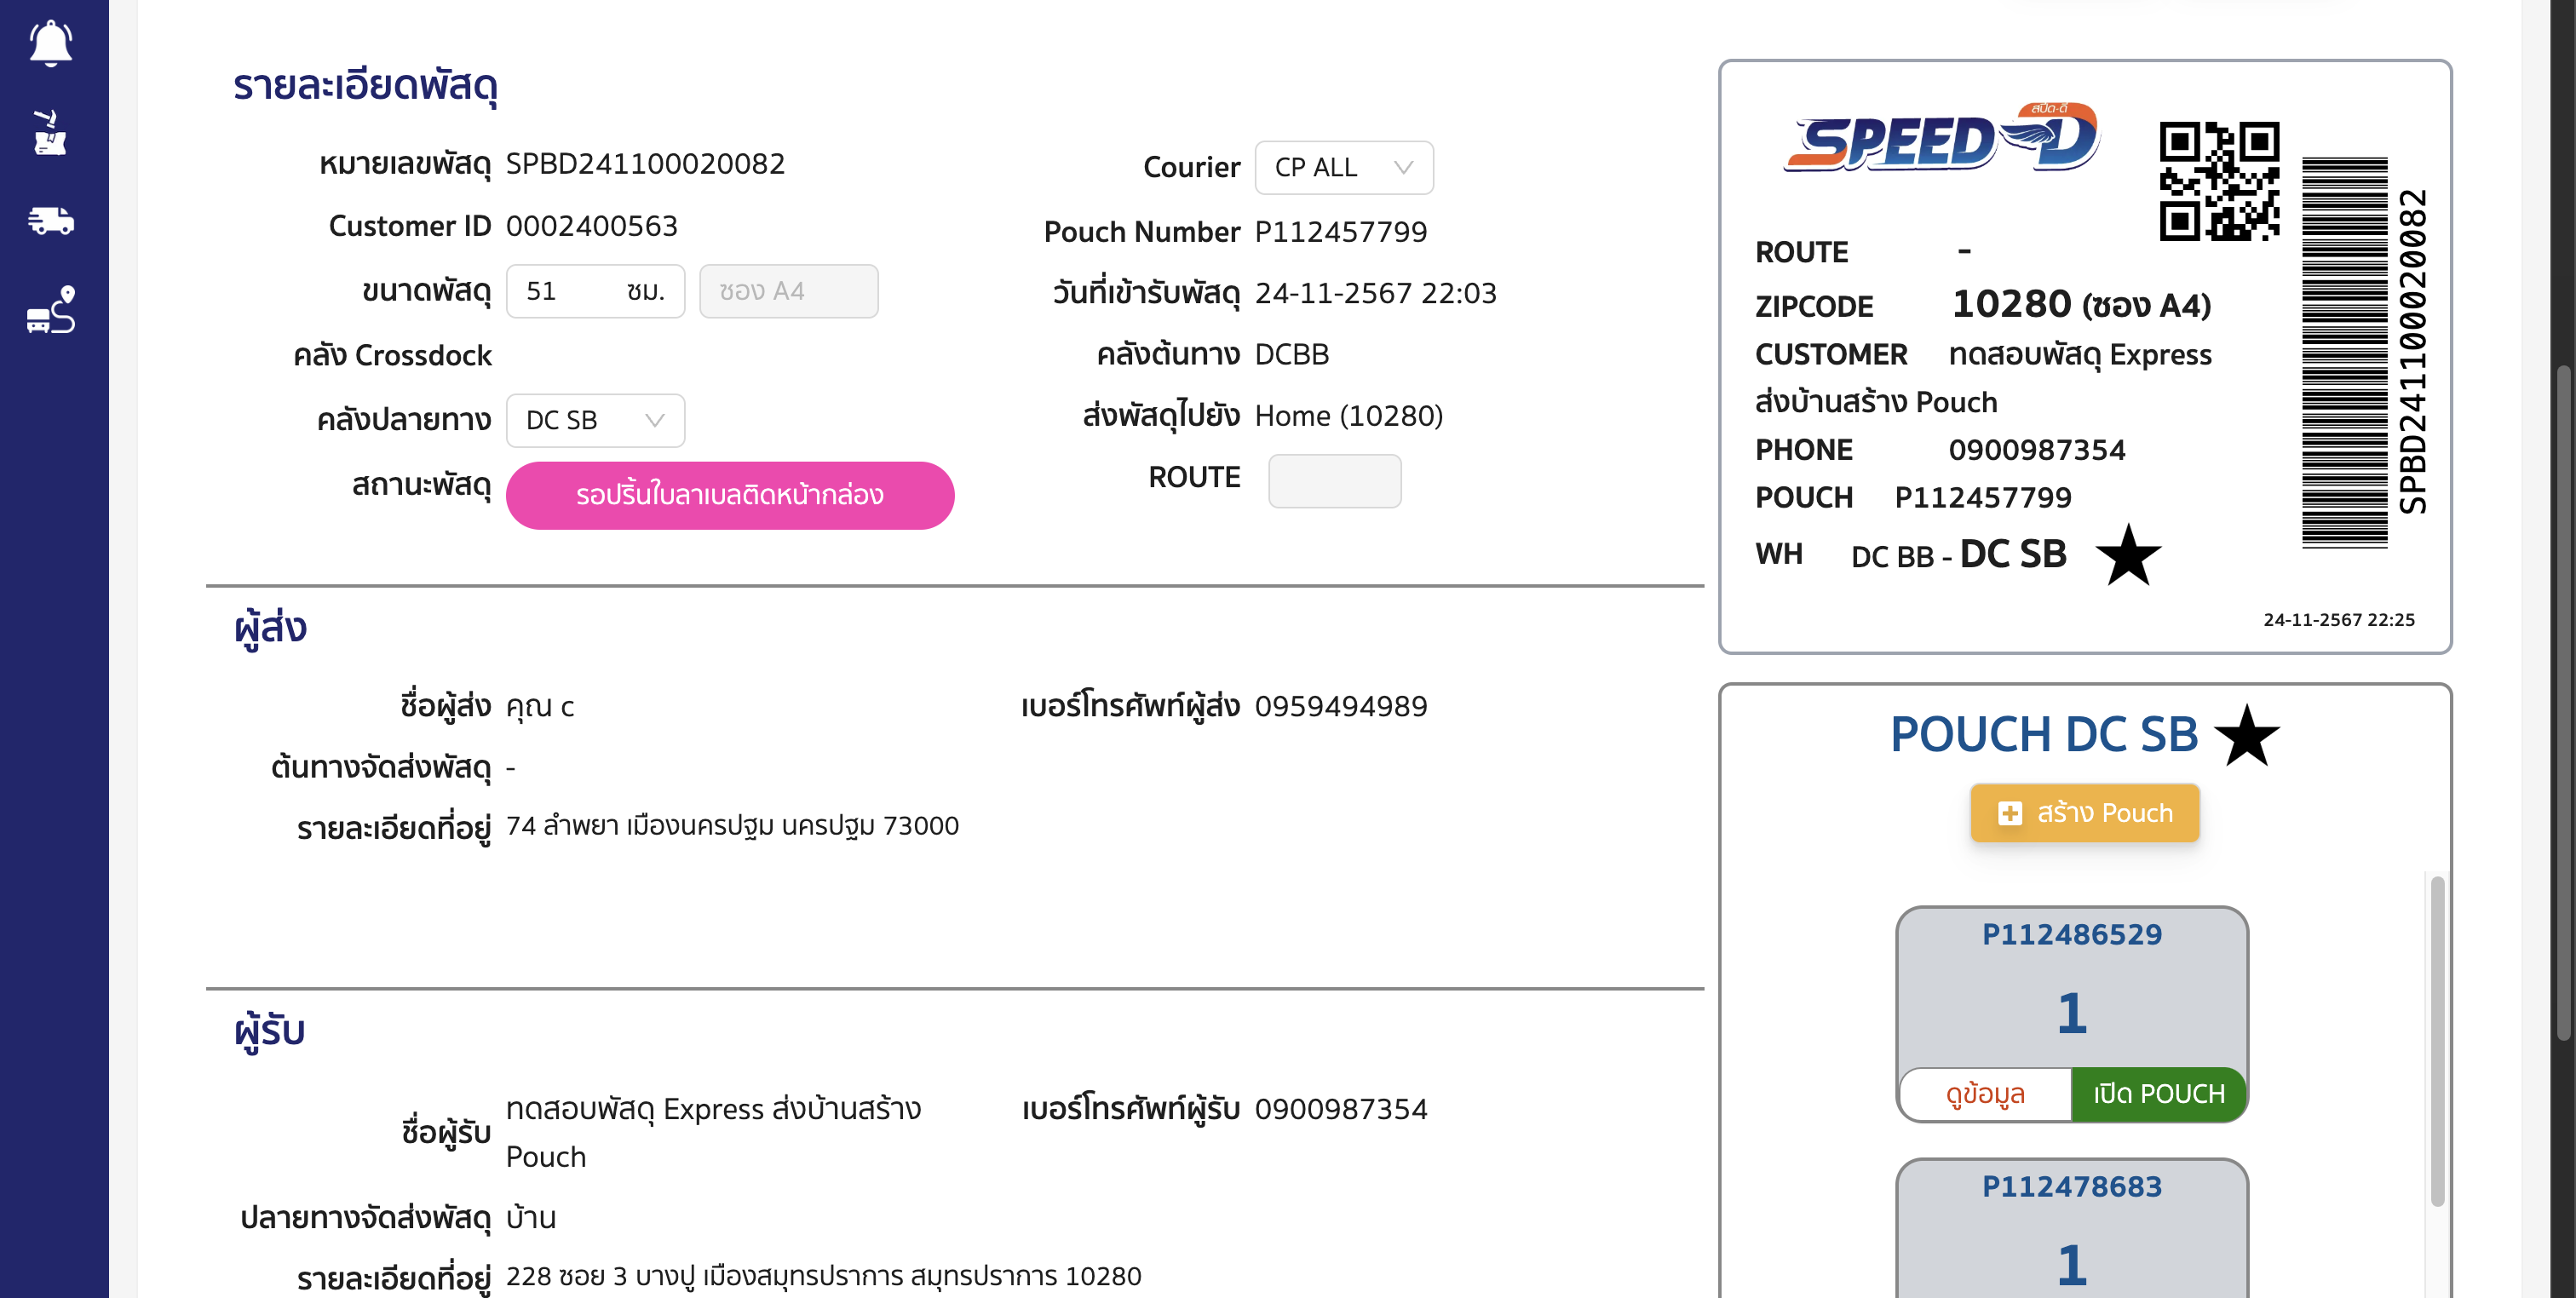 รายละเอียดพัสดุ
หมายเลขพัสดุ SPBD241100020082
Customer ID 0002400563
ขนาดพัสดุ 51 ซม. ซอง A4
คลัง Crossdock
คลังปลายทาง DC SB
สถานะพัสดุ รอปริ้นใบลาเบลติดหน้ากล่อง
Courier CP ALL
Pouch Number P112457799
วันที่เข้ารับพัสดุ 24-11-2567 22:03
คลังต้นทาง DCBB
ส่งพัสดุไปยัง Home (10280)
ROUTE
ผู้ส่ง
ชื่อผู้ส่ง คุณ c
เบอร์โทรศัพท์ผู้ส่ง 0959494989
ต้นทางจัดส่งพัสดุ -
รายละเอียดที่อยู่ 74 ลำพยา เมืองนครปฐม นครปฐม 73000
ผู้รับ
ชื่อผู้รับ ทดสอบพัสดุ Express ส่งบ้านสร้าง
Pouch
เบอร์โทรศัพท์ผู้รับ 0900987354
ปลายทางจัดส่งพัสดุ บ้าน
รายละเอียดที่อยู่ 228 ซอย 3 บางปู เมืองสมุทรปราการ สมุทรปราการ 10280
สปีด-ดี
SPEED-D
ROUTE -
ZIPCODE 10280 (ซอง A4)
CUSTOMER ทดสอบพัสดุ Express
ส่งบ้านสร้าง Pouch
PHONE 0900987354
POUCH P112457799
WH DC BB - DC SB
SPBD241100020082
24-11-2567 22:25
POUCH DC SB
สร้าง Pouch
P112486529
1
ดูข้อมูล เปิด POUCH
P112478683
1